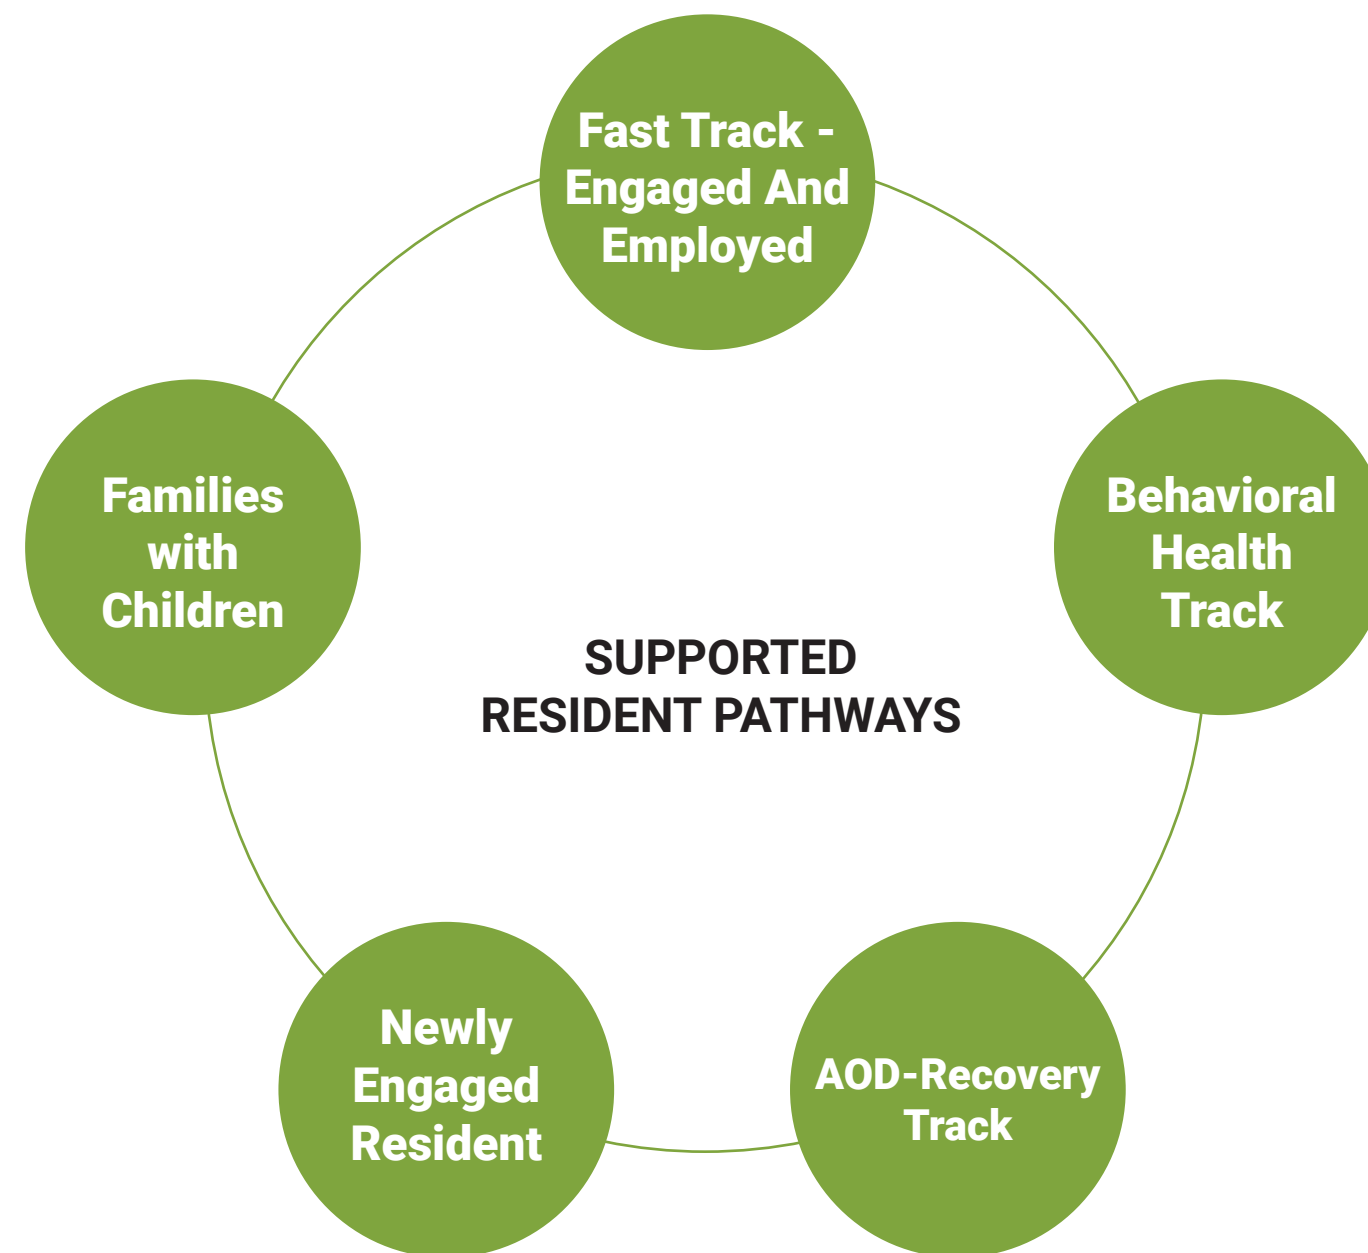 Fast Track -
Engaged And
Employed
Behavioral
Health
Track
Families
with
Children
SUPPORTED
RESIDENT PATHWAYS
AOD-Recovery
Track
Newly
Engaged
Resident